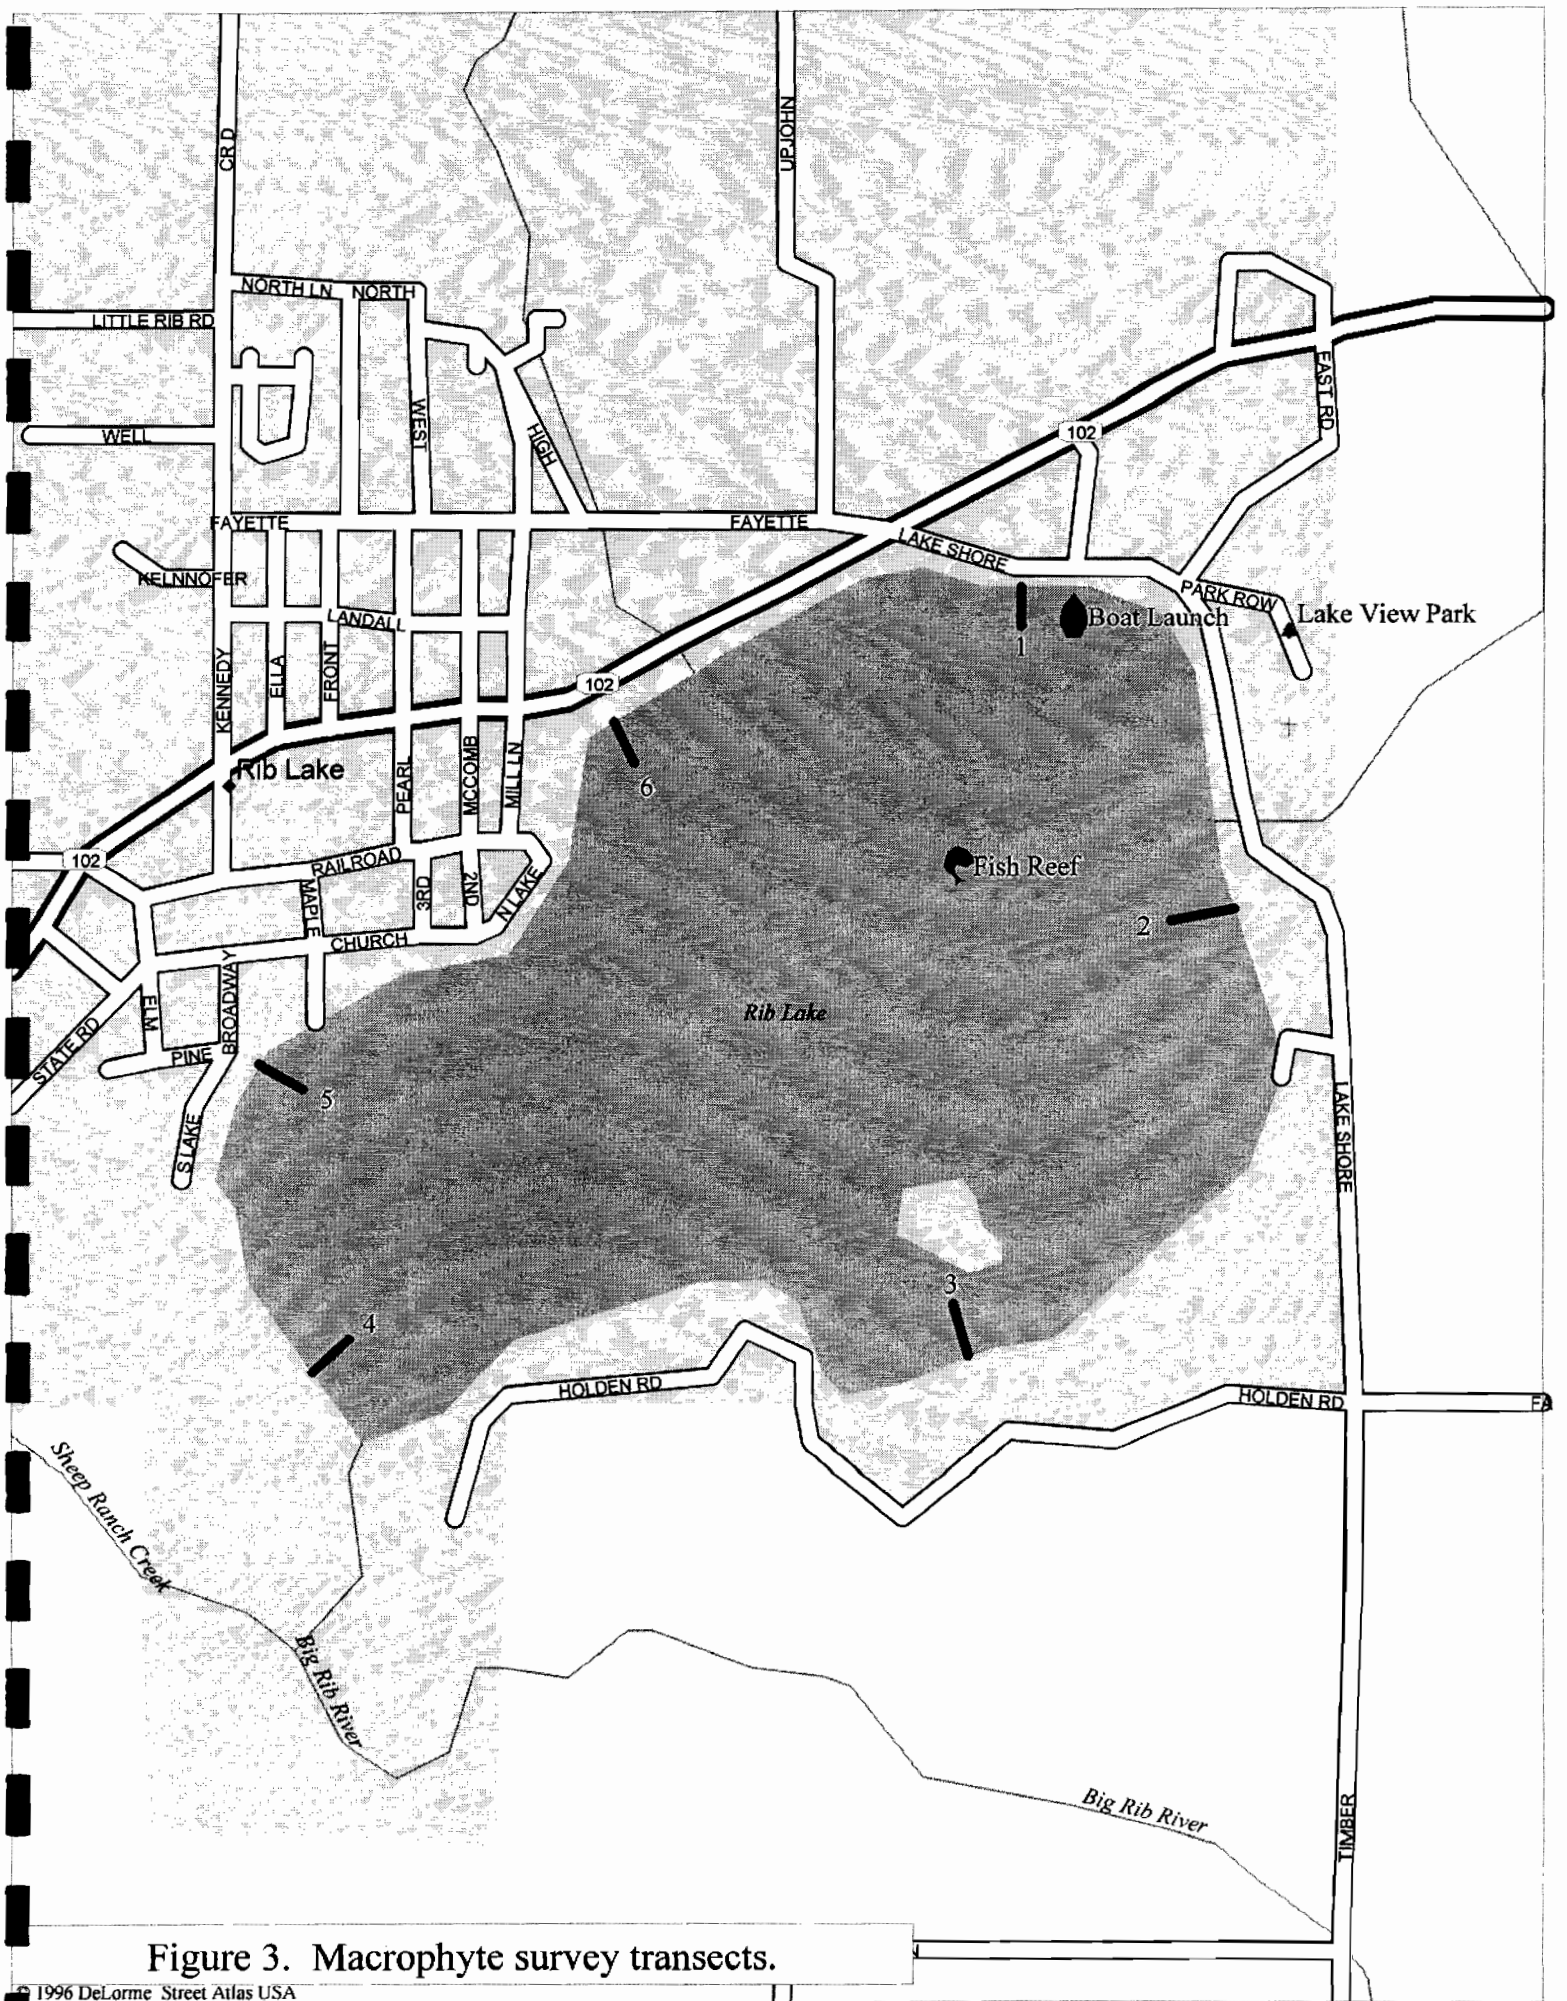 CR D
UPJOHN
NORTH LN
NORTH
LITTLE RIB RD
EAST RD
WEST
WELL
HIGH
102
FAYETTE
FAYETTE
LAKE SHORE
KELNNOFER
PARK ROW
LANDALL
Boat Launch
Lake View Park
1
KENNEDY
ELLA
FRONT
102
6
Rib Lake
PEARL
MCCOMB
MILL LN
102
RAILROAD
Fish Reef
MAPLE
3RD
2ND
N LAKE
2
CHURCH
BROADWAY
ELM
Rib Lake
STATE RD
PINE
5
S LAKE
LAKE SHORE
3
4
HOLDEN RD
HOLDEN RD
FA
Sheep Ranch Creek
Big Rib River
Big Rib River
TIMBER
Figure 3. Macrophyte survey transects.
© 1996 DeLorme Street Atlas USA